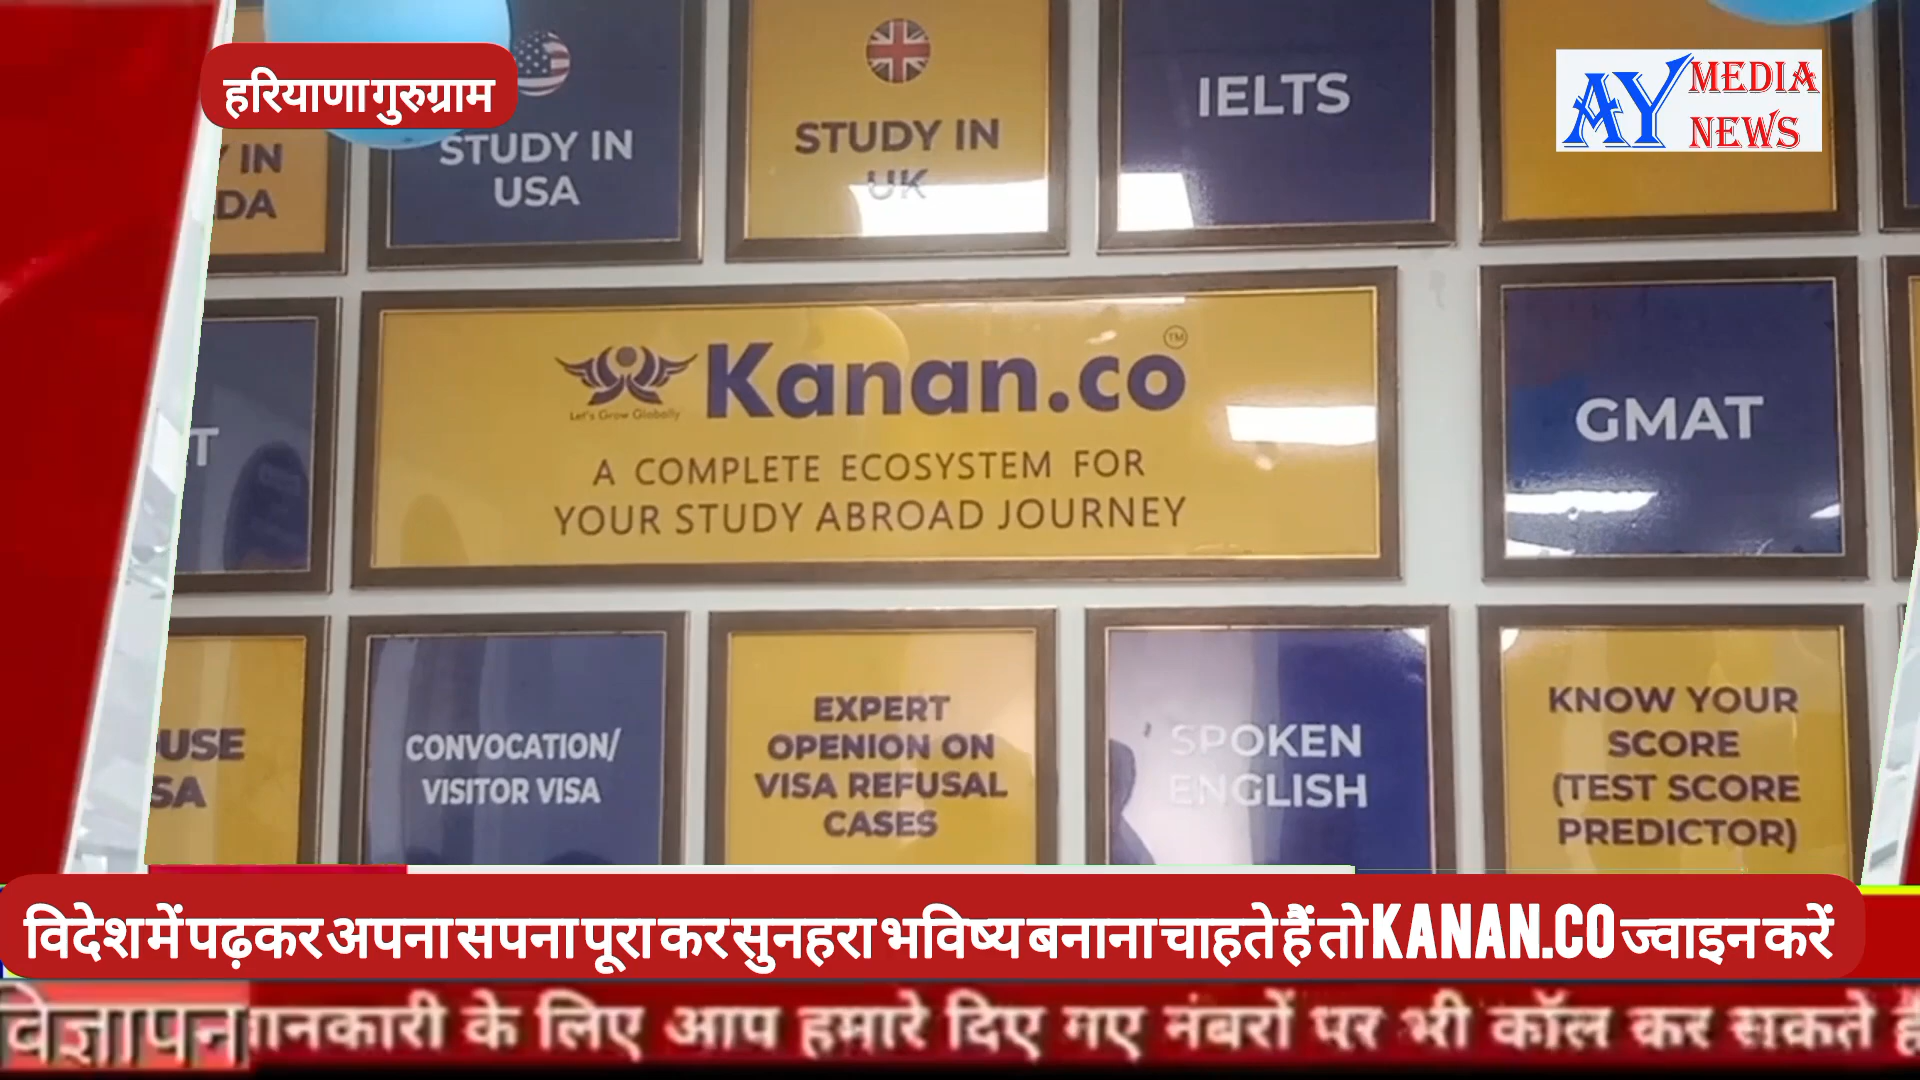 हरियाणा गुरुग्राम
AY MEDIA
NEWS
IN
DA
STUDY IN
USA
STUDY IN
UK
IELTS
T
Kanan.co
TM
Let's Grow Globally
A COMPLETE ECOSYSTEM FOR
YOUR STUDY ABROAD JOURNEY
GMAT
USE
SA
CONVOCATION/
VISITOR VISA
EXPERT
OPENION ON
VISA REFUSAL
CASES
SPOKEN
ENGLISH
KNOW YOUR
SCORE
(TEST SCORE
PREDICTOR)
विदेश में पढ़कर अपना सपना पूरा कर सुनहरा भविष्य बनाना चाहते हैं तो KANAN.CO ज्वाइन करें
विज्ञापन ानकारी के लिए आप हमारे दिए गए नंबरों पर भी कॉल कर सकते है